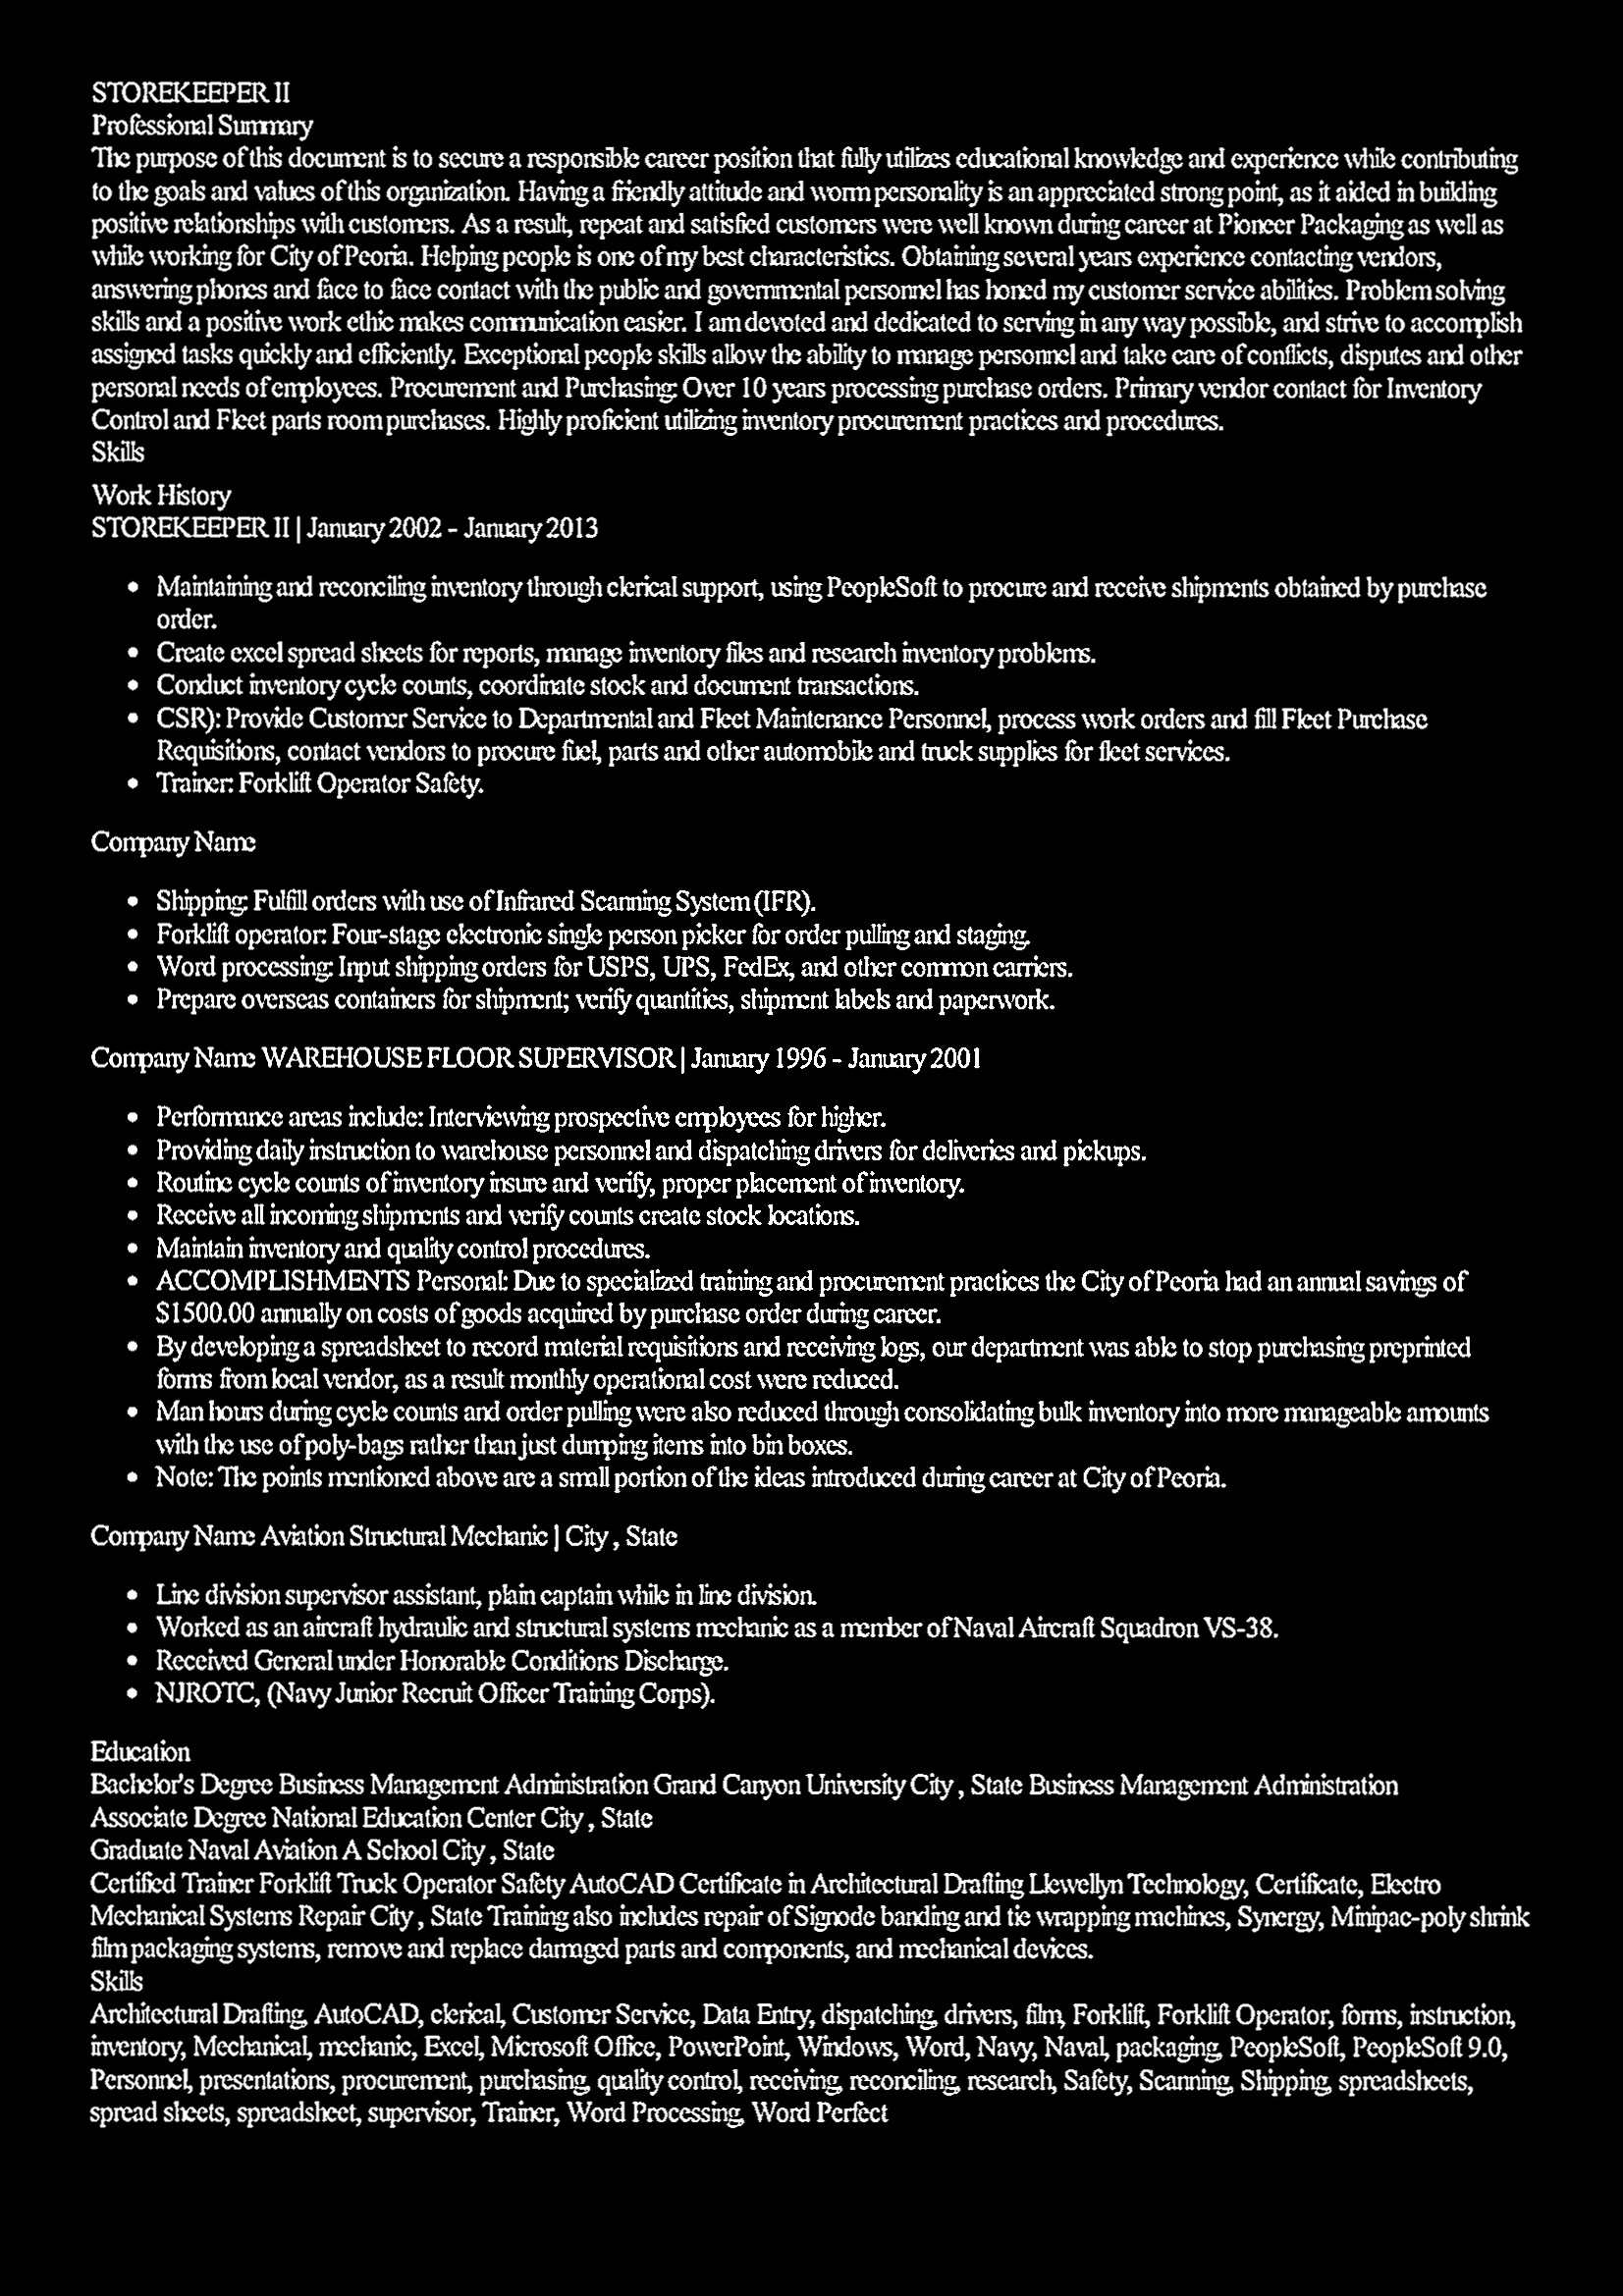 STOREKEEPER II
Professional Summary
The purpose of this document is to secure a responsible career position that fully utilizes educational knowledge and experience while contributing
to the goals and values of this organization. Having a friendly attitude and worm personality is an appreciated strong point, as it aided in building
positive relationships with customers. As a result, repeat and satisfied customers were well known during career at Pioneer Packaging as well as
while working for City of Peoria. Helping people is one of my best characteristics. Obtaining several years experience contacting vendors,
answering phones and face to face contact with the public and governmental personnel has honed my customer service abilities. Problem solving
skills and a positive work ethic makes communication easier. I am devoted and dedicated to serving in any way possible, and strive to accomplish
assigned tasks quickly and efficiently. Exceptional people skills allow the ability to manage personnel and take care of conflicts, disputes and other
personal needs of employees. Procurement and Purchasing: Over 10 years processing purchase orders. Primary vendor contact for Inventory
Control and Fleet parts room purchases. Highly proficient utilizing inventory procurement practices and procedures.
Skills
Work History
STOREKEEPER II | January 2002 - January 2013
• Maintaining and reconciling inventory through clerical support, using PeopleSoft to procure and receive shipments obtained by purchase
order.
• Create excel spread sheets for reports, manage inventory files and research inventory problems.
• Conduct inventory cycle counts, coordinate stock and document transactions.
• CSR): Provide Customer Service to Departmental and Fleet Maintenance Personnel, process work orders and fill Fleet Purchase
Requisitions, contact vendors to procure fuel, parts and other automobile and truck supplies for fleet services.
• Trainer: Forklift Operator Safety.
Company Name
• Shipping: Fulfill orders with use of Infrared Scanning System (IFR).
• Forklift operator: Four-stage electronic single person picker for order pulling and staging.
• Word processing: Input shipping orders for USPS, UPS, FedEx, and other common carriers.
• Prepare overseas containers for shipment; verify quantities, shipment labels and paperwork.
Company Name WAREHOUSE FLOOR SUPERVISOR | January 1996 - January 2001
• Performance areas include: Interviewing prospective employees for higher.
• Providing daily instruction to warehouse personnel and dispatching drivers for deliveries and pickups.
• Routine cycle counts of inventory insure and verify, proper placement of inventory.
• Receive all incoming shipments and verify counts create stock locations.
• Maintain inventory and quality control procedures.
• ACCOMPLISHMENTS Personal: Due to specialized training and procurement practices the City of Peoria had an annual savings of
$1500.00 annually on costs of goods acquired by purchase order during career.
• By developing a spreadsheet to record material requisitions and receiving logs, our department was able to stop purchasing preprinted
forms from local vendor, as a result monthly operational cost were reduced.
• Man hours during cycle counts and order pulling were also reduced through consolidating bulk inventory into more manageable amounts
with the use of poly-bags rather than just dumping items into bin boxes.
• Note: The points mentioned above are a small portion of the ideas introduced during career at City of Peoria.
Company Name Aviation Structural Mechanic | City , State
• Line division supervisor assistant, plain captain while in line division.
• Worked as an aircraft hydraulic and structural systems mechanic as a member of Naval Aircraft Squadron VS-38.
• Received General under Honorable Conditions Discharge.
• NJROTC, (Navy Junior Recruit Officer Training Corps).
Education
Bachelor's Degree Business Management Administration Grand Canyon University City , State Business Management Administration
Associate Degree National Education Center City , State
Graduate Naval Aviation A School City , State
Certified Trainer Forklift Truck Operator Safety AutoCAD Certificate in Architectural Drafting Llewellyn Technology, Certificate, Electro
Mechanical Systems Repair City , State Training also includes repair of Signode banding and tie wrapping machines, Synergy, Minipac-poly shrink
film packaging systems, remove and replace damaged parts and components, and mechanical devices.
Skills
Architectural Drafting, AutoCAD, clerical, Customer Service, Data Entry, dispatching, drivers, film, Forklift, Forklift Operator, forms, instruction,
inventory, Mechanical, mechanic, Excel, Microsoft Office, PowerPoint, Windows, Word, Navy, Naval, packaging, PeopleSoft, PeopleSoft 9.0,
Personnel, presentations, procurement, purchasing, quality control, receiving, reconciling, research, Safety, Scanning, Shipping, spreadsheets,
spread sheets, spreadsheet, supervisor, Trainer, Word Processing, Word Perfect